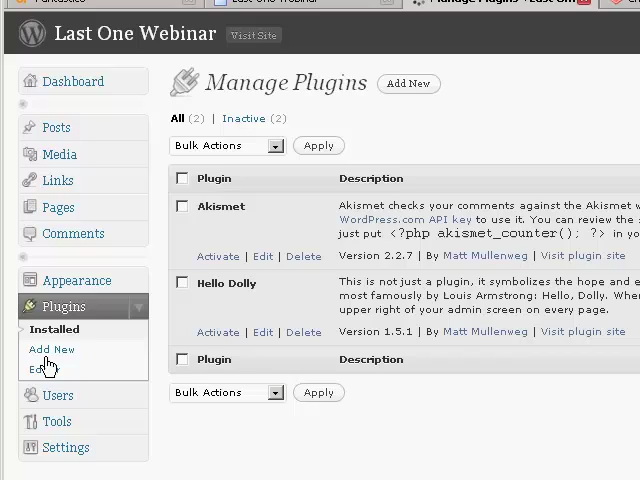 Fantastico
Last One Webinar
Manage Plugins
Last One Webinar Visit Site
Dashboard
Posts
Media
Links
Pages
Comments
Appearance
Plugins
Installed
Add New
Users
Tools
Settings
Manage Plugins Add New
All (2) | Inactive (2)
Bulk Actions Apply
Plugin Description
Akismet Akismet checks your comments against the Akismet
WordPress.com API key to use it. You can review the
just put <?php akismet_counter(); ?> in
Activate | Edit | Delete Version 2.2.7 | By Matt Mullenweg | Visit plugin site
Hello Dolly This is not just a plugin, it symbolizes the hope and
most famously by Louis Armstrong: Hello, Dolly.
upper right of your admin screen on every page.
Activate | Edit | Delete Version 1.5.1 | By Matt Mullenweg | Visit plugin site
Plugin Description
Bulk Actions Apply